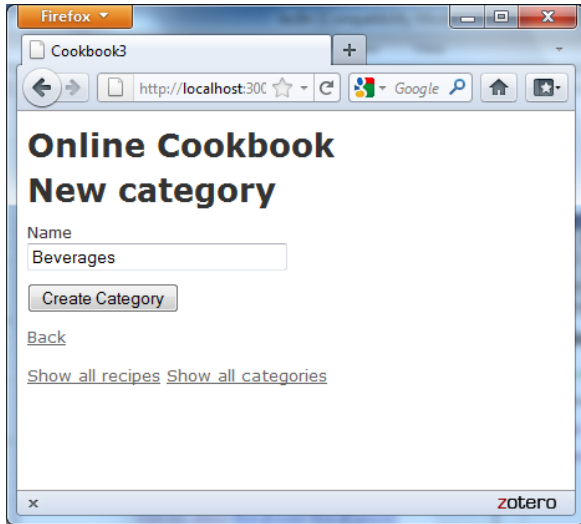 Firefox
Cookbook3
http://localhost:300 Google
Online Cookbook
New category
Name
Beverages
Create Category
Back
Show all recipes Show all categories
x zotero